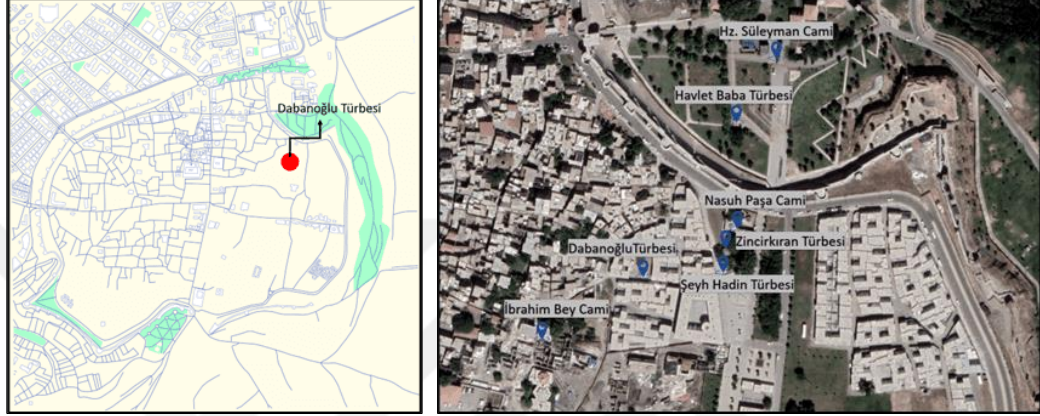 Dabanoğlu Türbesi
Hz. Süleyman Cami
Havlet Baba Türbesi
Nasuh Paşa Cami
Zincirkıran Türbesi
DabanoğluTürbesi
Şeyh Hadin Türbesi
İbrahim Bey Cami